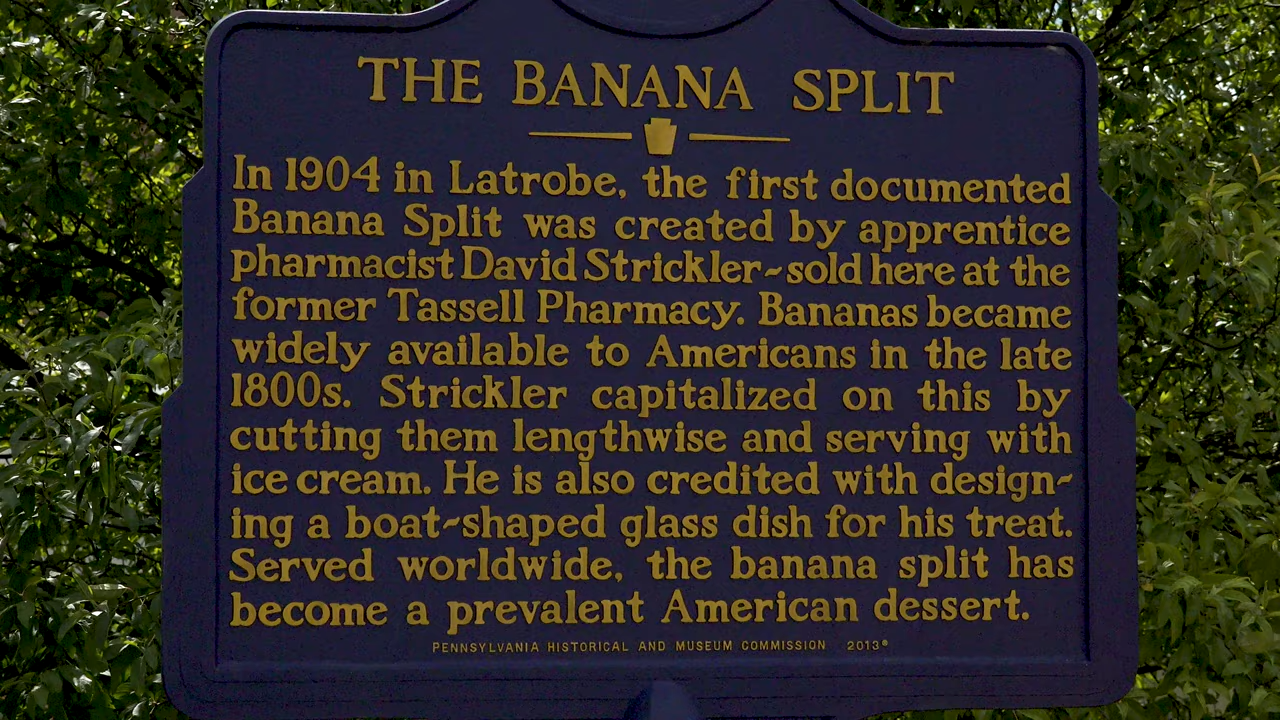 THE BANANA SPLIT
In 1904 in Latrobe, the first documented
Banana Split was created by apprentice
pharmacist David Strickler-sold here at the
former Tassell Pharmacy. Bananas became
widely available to Americans in the late
1800s. Strickler capitalized on this by
cutting them lengthwise and serving with
ice cream. He is also credited with design-
ing a boat-shaped glass dish for his treat.
Served worldwide, the banana split has
become a prevalent American dessert.
PENNSYLVANIA HISTORICAL AND MUSEUM COMMISSION 2013®